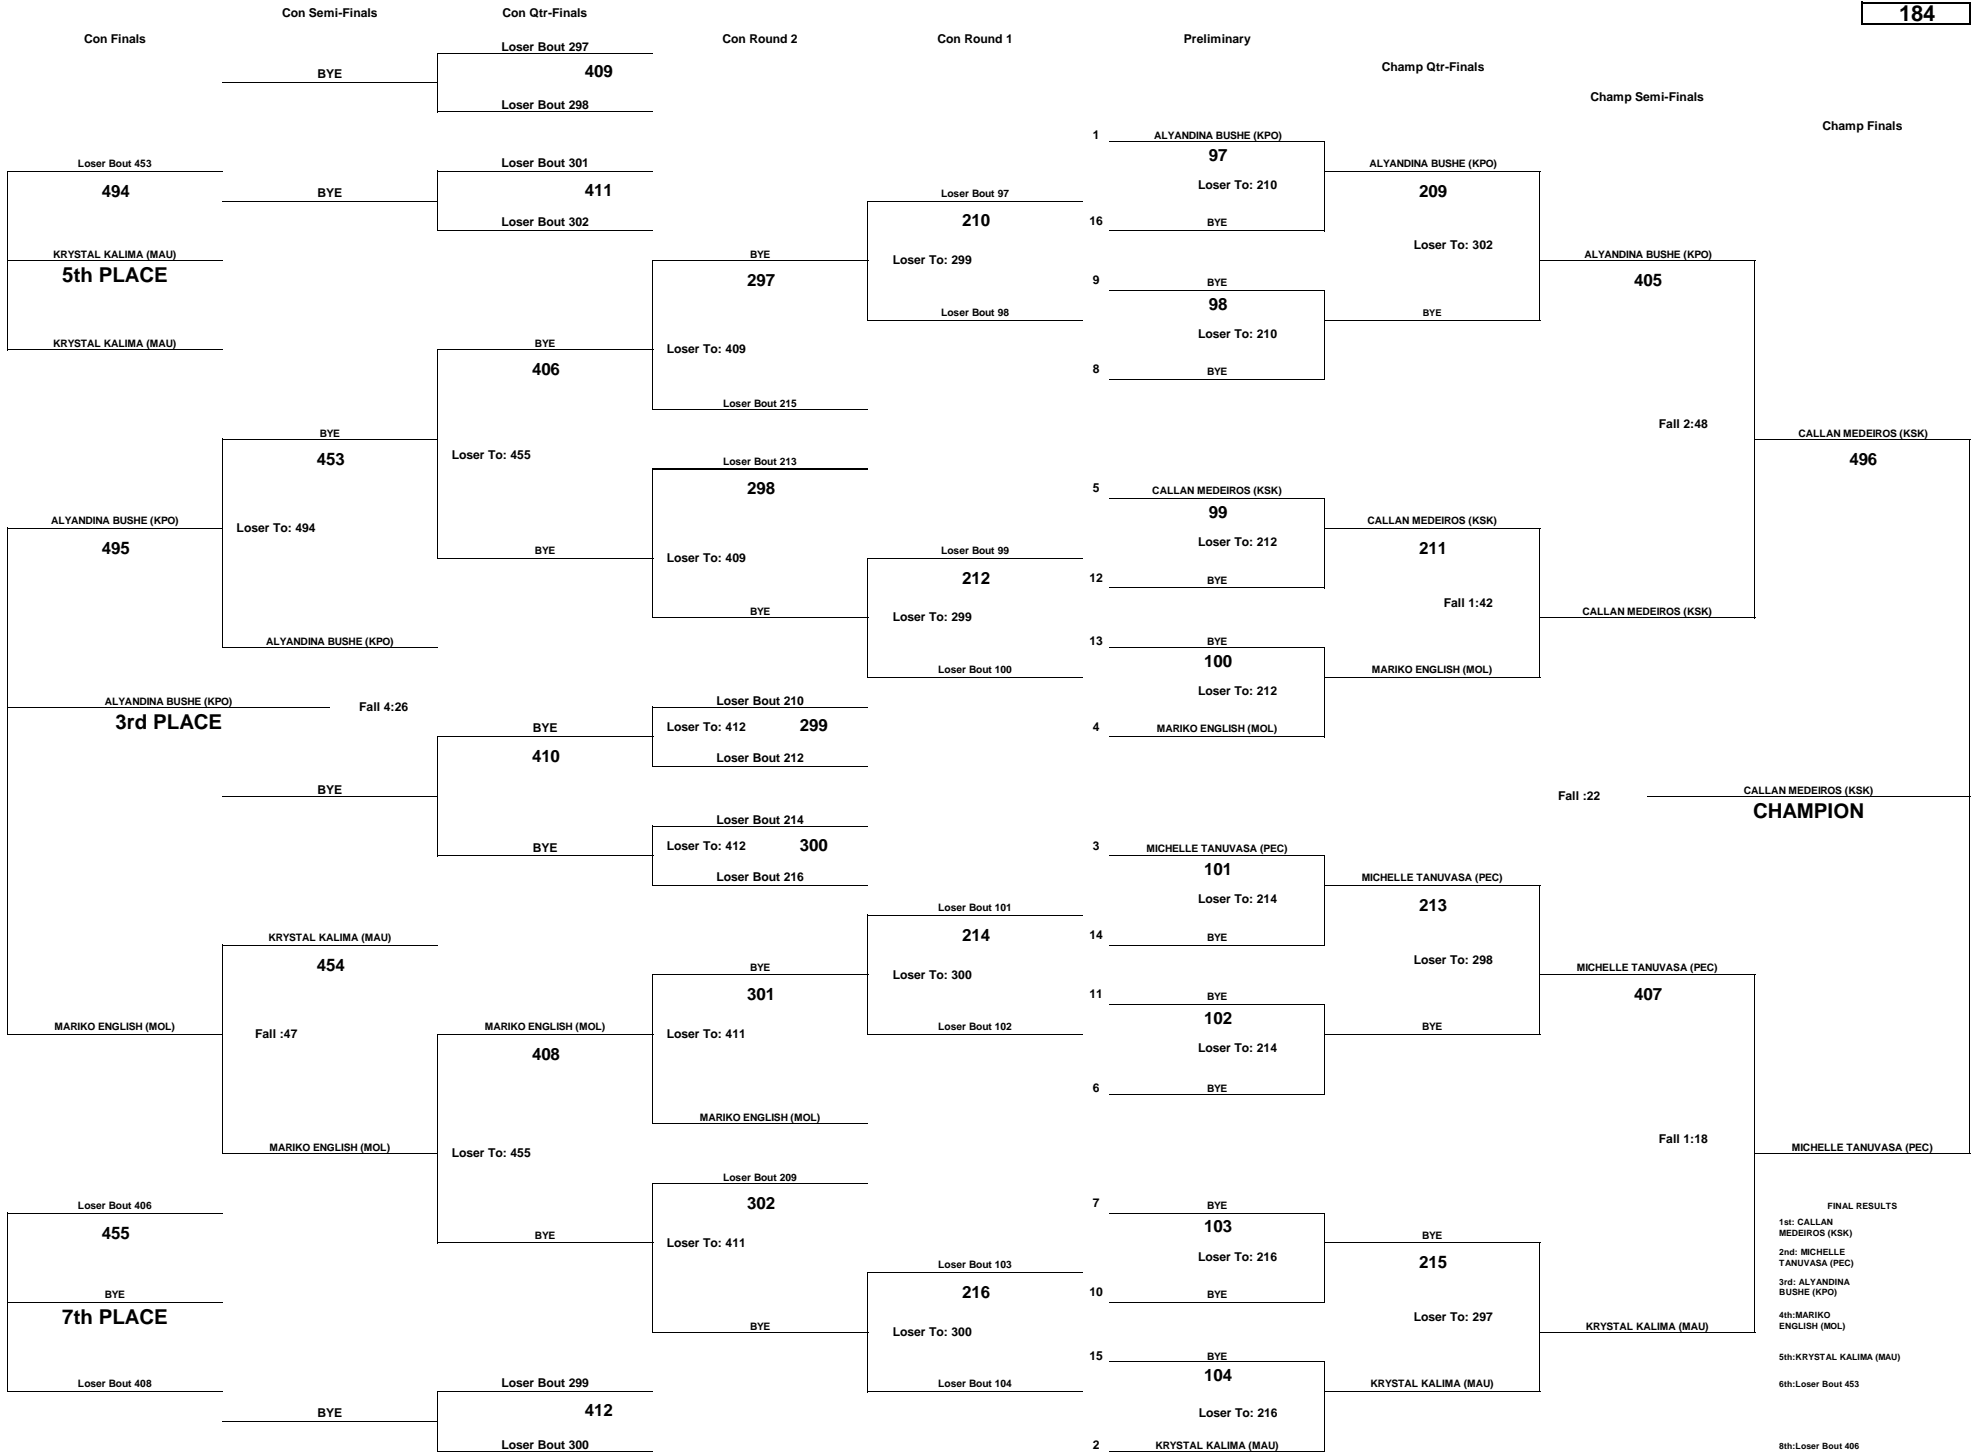 184
Con Semi-Finals
Con Qtr-Finals
Con Finals
Con Round 2
Con Round 1
Preliminary
Champ Qtr-Finals
Champ Semi-Finals
Champ Finals
Loser Bout 297
BYE
409
Loser Bout 298
Loser Bout 453
494
KRYSTAL KALIMA (MAU)
5th PLACE
KRYSTAL KALIMA (MAU)
BYE
Loser Bout 301
411
Loser Bout 302
Loser Bout 97
210
Loser To: 299
Loser Bout 98
BYE
297
Loser To: 409
Loser Bout 215
BYE
406
Loser To: 455
BYE
BYE
453
Loser To: 494
ALYANDINA BUSHE (KPO)
Loser Bout 213
298
Loser To: 409
BYE
Loser Bout 99
212
Loser To: 299
Loser Bout 100
ALYANDINA BUSHE (KPO)
495
ALYANDINA BUSHE (KPO)
3rd PLACE
Fall 4:26
MARIKO ENGLISH (MOL)
1
ALYANDINA BUSHE (KPO)
97
Loser To: 210
16
BYE
9
BYE
98
Loser To: 210
8
BYE
ALYANDINA BUSHE (KPO)
209
Loser To: 302
BYE
ALYANDINA BUSHE (KPO)
405
Fall 2:48
CALLAN MEDEIROS (KSK)
5
CALLAN MEDEIROS (KSK)
99
Loser To: 212
12
BYE
13
BYE
100
Loser To: 212
4
MARIKO ENGLISH (MOL)
CALLAN MEDEIROS (KSK)
211
Fall 1:42
MARIKO ENGLISH (MOL)
CALLAN MEDEIROS (KSK)
496
Fall :22
CALLAN MEDEIROS (KSK)
CHAMPION
MICHELLE TANUVASA (PEC)
Loser Bout 210
Loser To: 412
299
Loser Bout 212
BYE
410
BYE
BYE
Loser Bout 214
Loser To: 412
300
Loser Bout 216
3
MICHELLE TANUVASA (PEC)
101
Loser To: 214
14
BYE
11
BYE
102
Loser To: 214
6
BYE
MICHELLE TANUVASA (PEC)
213
Loser To: 298
BYE
MICHELLE TANUVASA (PEC)
407
Fall 1:18
KRYSTAL KALIMA (MAU)
Loser Bout 101
214
Loser To: 300
Loser Bout 102
BYE
301
Loser To: 411
MARIKO ENGLISH (MOL)
KRYSTAL KALIMA (MAU)
454
Fall :47
MARIKO ENGLISH (MOL)
MARIKO ENGLISH (MOL)
408
Loser To: 455
BYE
Loser Bout 209
302
Loser To: 411
BYE
Loser Bout 103
216
Loser To: 300
Loser Bout 104
7
BYE
103
Loser To: 216
10
BYE
15
BYE
104
Loser To: 216
2
KRYSTAL KALIMA (MAU)
BYE
215
Loser To: 297
KRYSTAL KALIMA (MAU)
Loser Bout 406
455
BYE
7th PLACE
Loser Bout 408
BYE
Loser Bout 299
412
Loser Bout 300
FINAL RESULTS
1st: CALLAN
MEDEIROS (KSK)
2nd: MICHELLE
TANUVASA (PEC)
3rd: ALYANDINA
BUSHE (KPO)
4th:MARIKO
ENGLISH (MOL)
5th:KRYSTAL KALIMA (MAU)
6th:Loser Bout 453
8th:Loser Bout 406